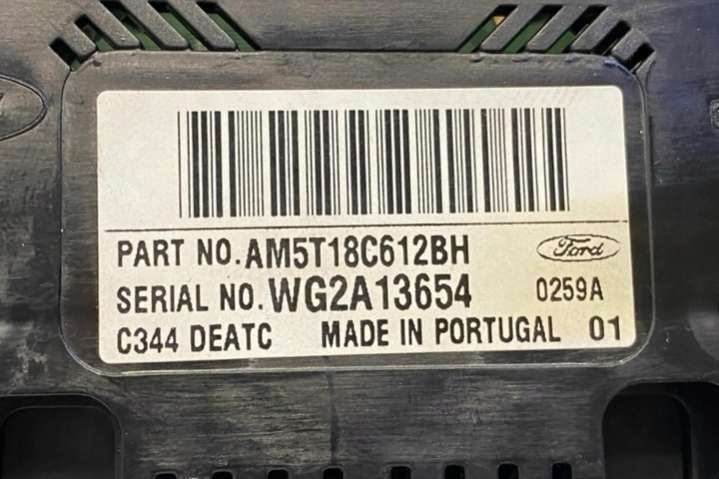 PART NO.AM5T18C612BH
Ford
SERIAL NO.WG2A13654
0259A
C344 DEATC MADE IN PORTUGAL 01